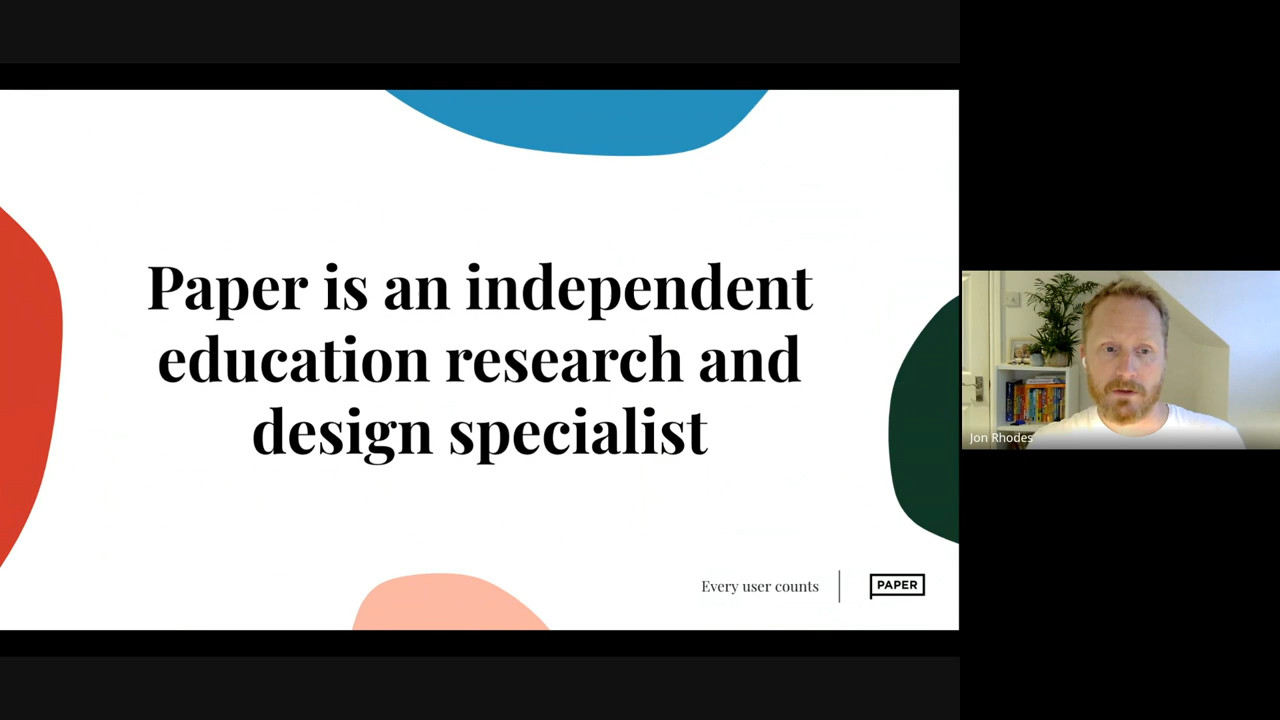 Paper is an independent
education research and
design specialist
Every user counts
PAPER
Jon Rhodes